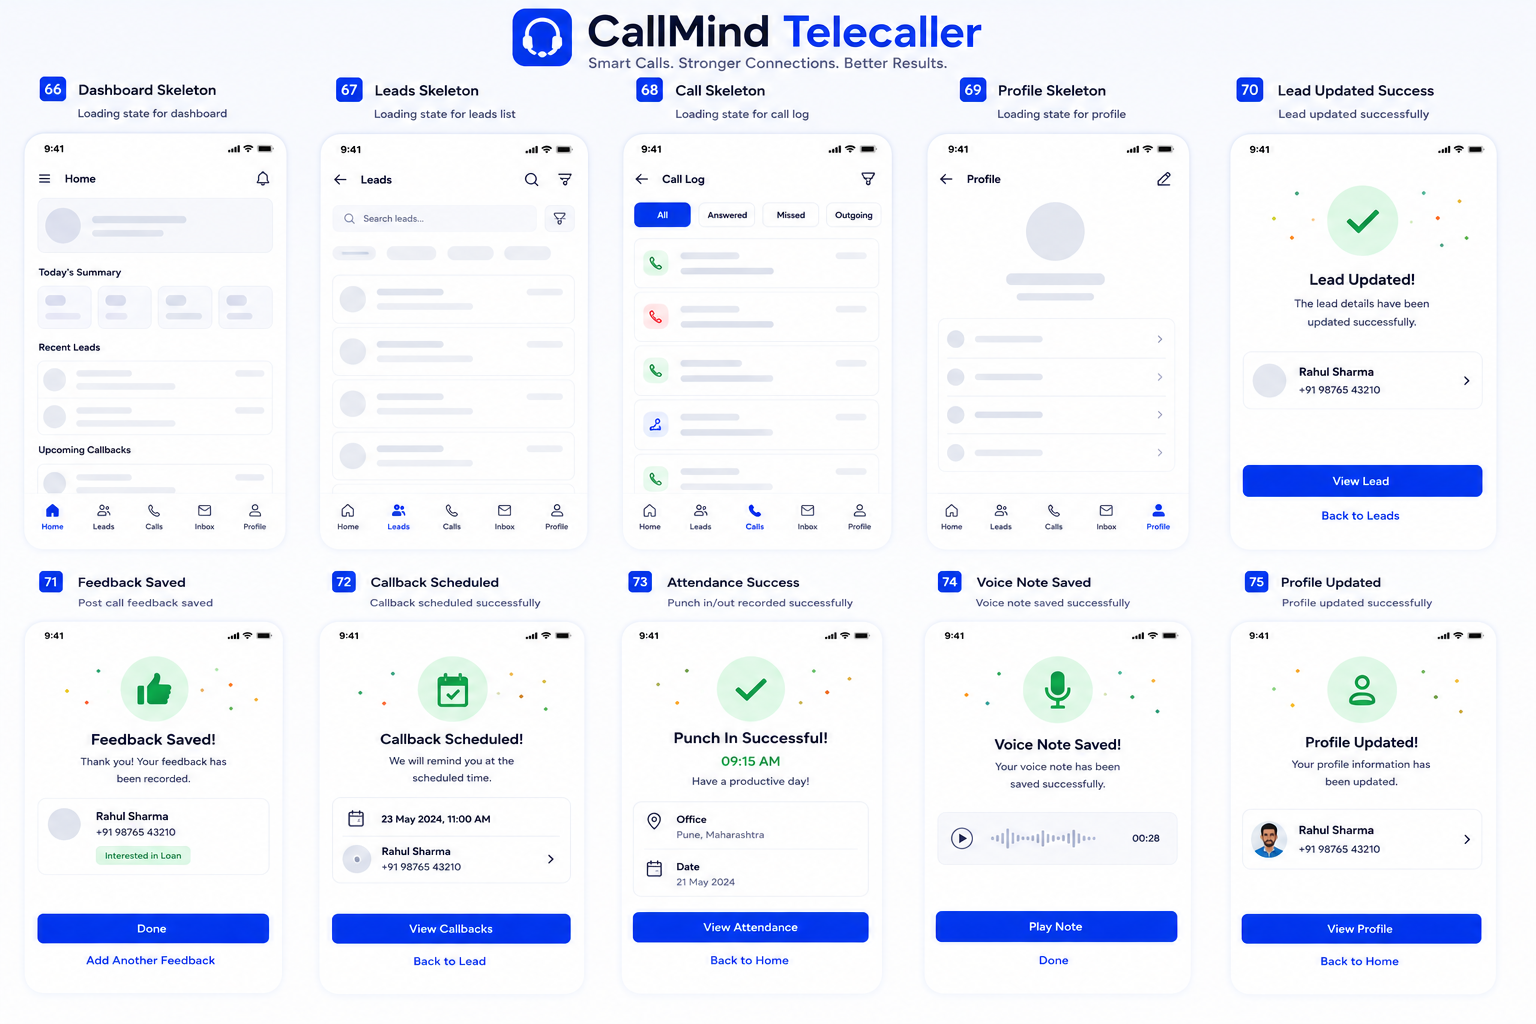 CallMind Telecaller
Smart Calls. Stronger Connections. Better Results.
66 Dashboard Skeleton
Loading state for dashboard
9:41
Home
Today's Summary
Recent Leads
Upcoming Callbacks
Home Leads Calls Inbox Profile
67 Leads Skeleton
Loading state for leads list
9:41
Leads
Search leads...
Home Leads Calls Inbox Profile
68 Call Skeleton
Loading state for call log
9:41
Call Log
All Answered Missed Outgoing
Home Leads Calls Inbox Profile
69 Profile Skeleton
Loading state for profile
9:41
Profile
Home Leads Calls Inbox Profile
70 Lead Updated Success
Lead updated successfully
9:41
Lead Updated!
The lead details have been
updated successfully.
Rahul Sharma
+91 98765 43210
View Lead
Back to Leads
71 Feedback Saved
Post call feedback saved
9:41
Feedback Saved!
Thank you! Your feedback has
been recorded.
Rahul Sharma
+91 98765 43210
Interested in Loan
Done
Add Another Feedback
72 Callback Scheduled
Callback scheduled successfully
9:41
Callback Scheduled!
We will remind you at the
scheduled time.
23 May 2024, 11:00 AM
Rahul Sharma
+91 98765 43210
View Callbacks
Back to Lead
73 Attendance Success
Punch in/out recorded successfully
9:41
Punch In Successful!
09:15 AM
Have a productive day!
Office
Pune, Maharashtra
Date
21 May 2024
View Attendance
Back to Home
74 Voice Note Saved
Voice note saved successfully
9:41
Voice Note Saved!
Your voice note has been
saved successfully.
00:28
Play Note
Done
75 Profile Updated
Profile updated successfully
9:41
Profile Updated!
Your profile information has
been updated.
Rahul Sharma
+91 98765 43210
View Profile
Back to Home